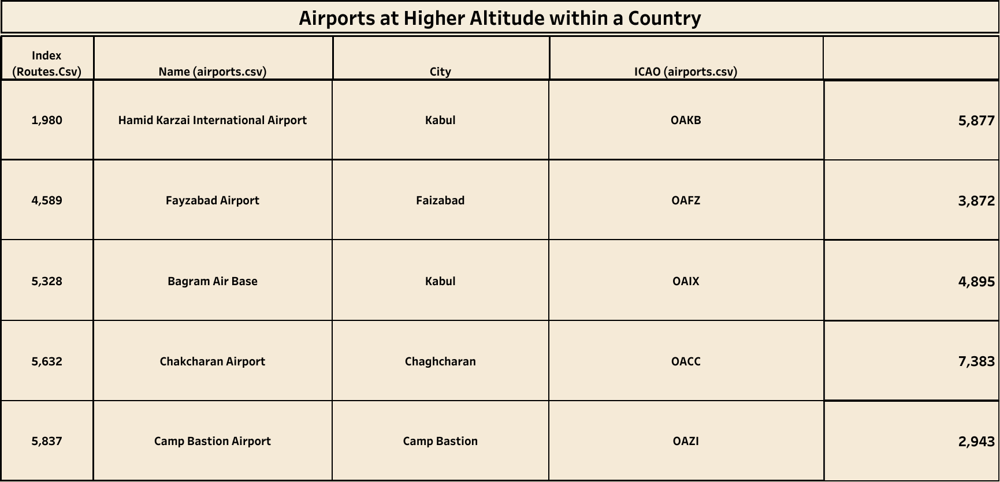 Airports at Higher Altitude within a Country
Index
(Routes.Csv) Name (airports.csv) City ICAO (airports.csv)
1,980 Hamid Karzai International Airport Kabul OAKB 5,877
4,589 Fayzabad Airport Faizabad OAFZ 3,872
5,328 Bagram Air Base Kabul OAIX 4,895
5,632 Chakcharan Airport Chaghcharan OACC 7,383
5,837 Camp Bastion Airport Camp Bastion OAZI 2,943